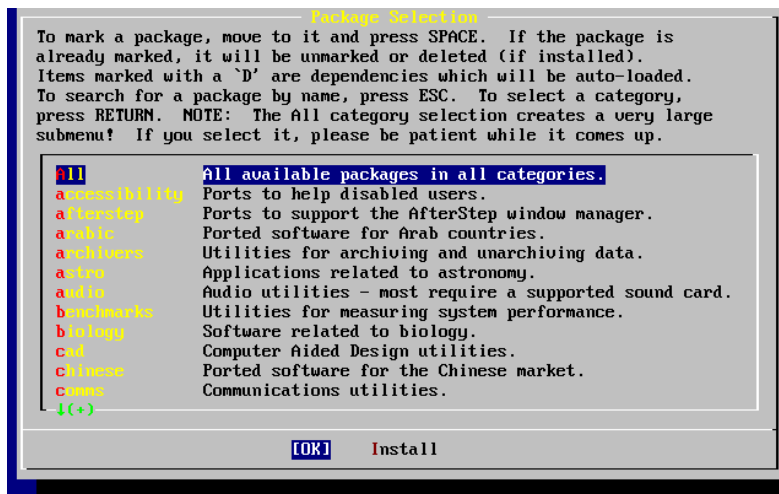 Package Selection
To mark a package, move to it and press SPACE.  If the package is
already marked, it will be unmarked or deleted (if installed).
Items marked with a `D' are dependencies which will be auto-loaded.
To search for a package by name, press ESC.  To select a category,
press RETURN.  NOTE:  The All category selection creates a very large
submenu!  If you select it, please be patient while it comes up.
All All available packages in all categories.
accessibility Ports to help disabled users.
afterstep Ports to support the AfterStep window manager.
arabic Ported software for Arab countries.
archivers Utilities for archiving and unarchiving data.
astro Applications related to astronomy.
audio Audio utilities - most require a supported sound card.
benchmarks Utilities for measuring system performance.
biology Software related to biology.
cad Computer Aided Design utilities.
chinese Ported software for the Chinese market.
comms Communications utilities.
↓(+)
[OK] Install